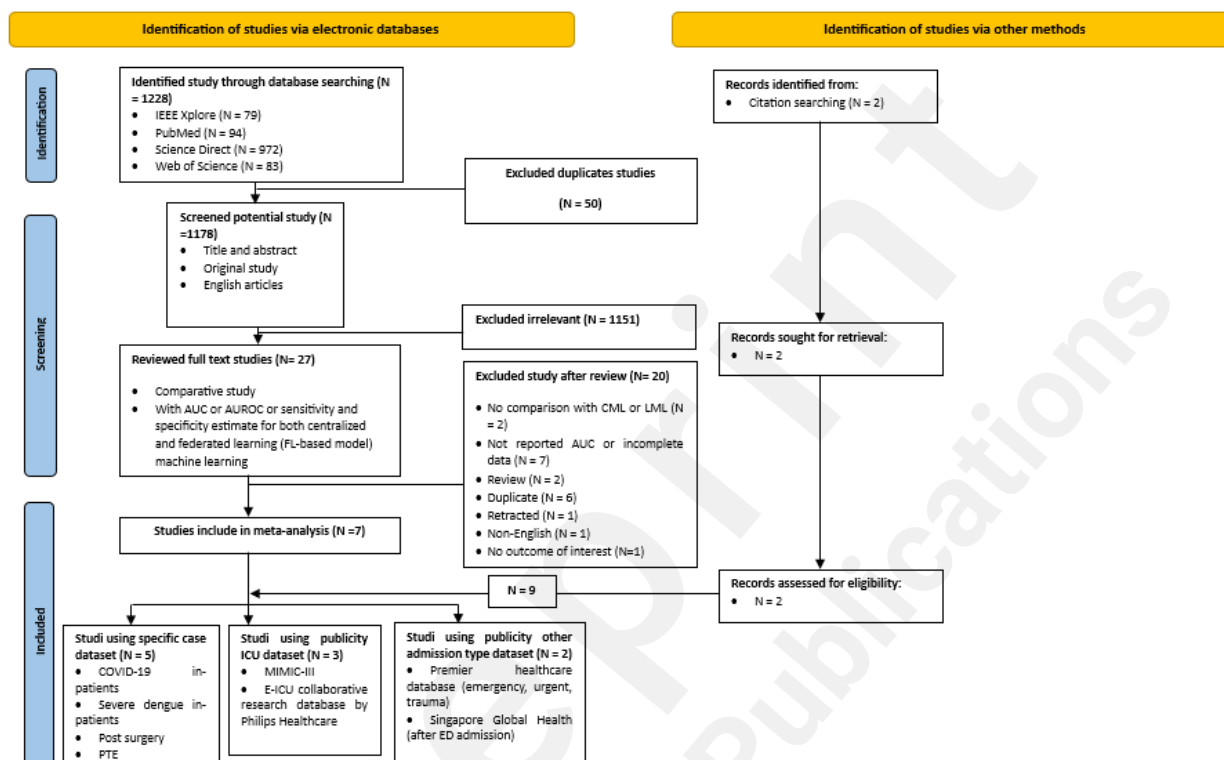 Identification of studies via electronic databases
Identification of studies via other methods
Identification
Identified study through database searching (N
= 1228)
• IEEE Xplore (N = 79)
• PubMed (N = 94)
• Science Direct (N = 972)
• Web of Science (N = 83)
Records identified from:
• Citation searching (N = 2)
Excluded duplicates studies
(N = 50)
Screening
Screened potential study (N
=1178)
• Title and abstract
• Original study
• English articles
Excluded irrelevant (N = 1151)
Records sought for retrieval:
• N = 2
Reviewed full text studies (N= 27)
• Comparative study
• With AUC or AUROC or sensitivity and
specificity estimate for both centralized
and federated learning (FL-based model)
machine learning
Excluded study after review (N= 20)
• No comparison with CML or LML (N
= 2)
• Not reported AUC or incomplete
data (N = 7)
• Review (N = 2)
• Duplicate (N = 6)
• Retracted (N = 1)
• Non-English (N = 1)
• No outcome of interest (N=1)
Included
Studies include in meta-analysis (N =7)
N = 9
Records assessed for eligibility:
• N = 2
Studi using specific case
dataset (N = 5)
• COVID-19 in-
patients
• Severe dengue in-
patients
• Post surgery
• PTE
Studi using publicity
ICU dataset (N = 3)
• MIMIC-III
• E-ICU collaborative
research database by
Philips Healthcare
Studi using publicity other
admission type dataset (N = 2)
• Premier healthcare
database (emergency, urgent,
trauma)
• Singapore Global Health
(after ED admission)
eprint
Publications